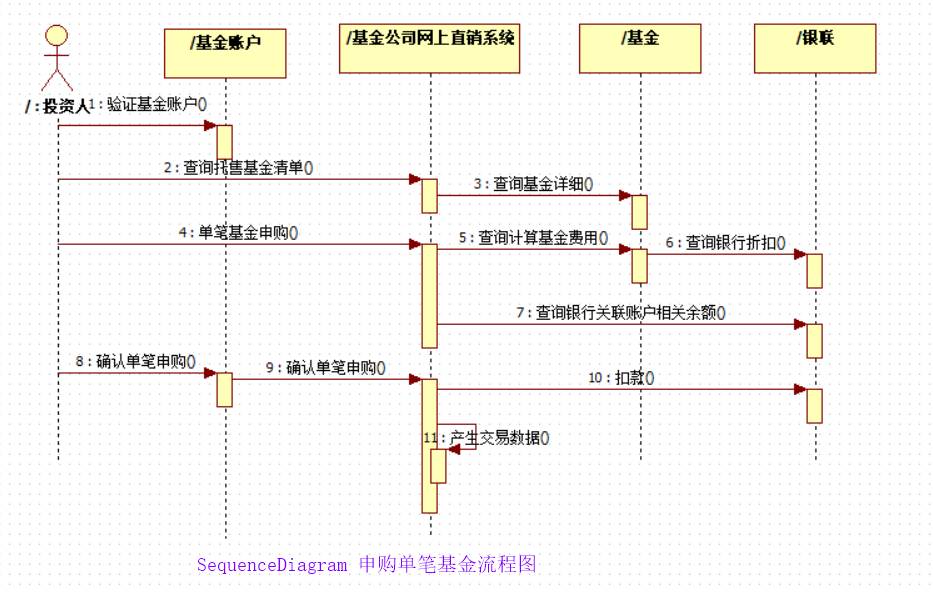 /基金账户
/基金公司网上直销系统
/基金
/银联
/ : 投资人
1 : 验证基金账户()
2 : 查询托售基金清单()
3 : 查询基金详细()
4 : 单笔基金申购()
5 : 查询计算基金费用()
6 : 查询银行折扣()
7 : 查询银行关联账户相关余额()
8 : 确认单笔申购()
9 : 确认单笔申购()
10 : 扣款()
11 : 产生交易数据()
SequenceDiagram 申购单笔基金流程图